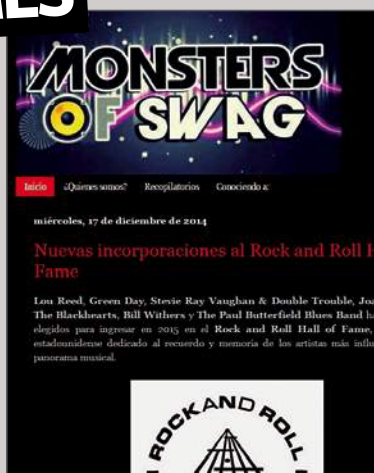 MONSTERS
OF SWAG
Inicio ¿Quienes somos? Recopilatorios Conociendo a:
miércoles, 17 de diciembre de 2014
Nuevas incorporaciones al Rock and Roll H
Fame
Lou Reed, Green Day, Stevie Ray Vaughan & Double Trouble, Joa
The Blackhearts, Bill Withers y The Paul Butterfield Blues Band ha
elegidos para ingresar en 2015 en el Rock and Roll Hall of Fame,
estadounidense dedicado al recuerdo y memoria de los artistas más influ
panorama musical.
ROCK AND ROLL